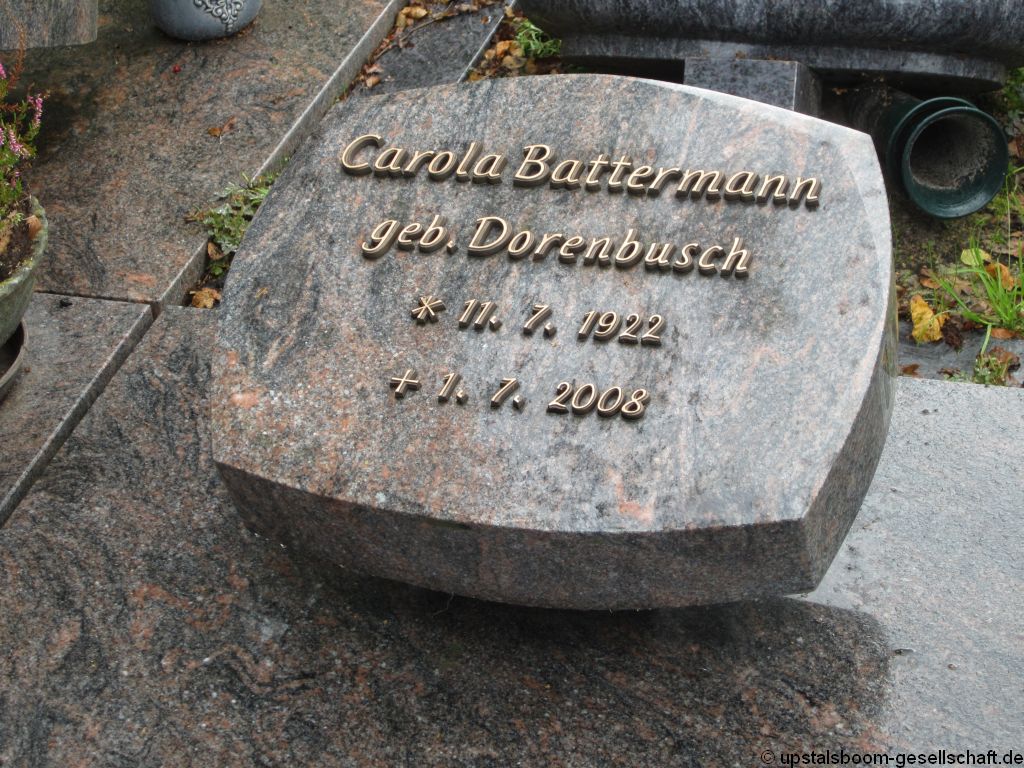 Carola Battermann
geb. Dorenbusch
* 11. 7. 1922
+ 1. 7. 2008
© upstalsboom-gesellschaft.de